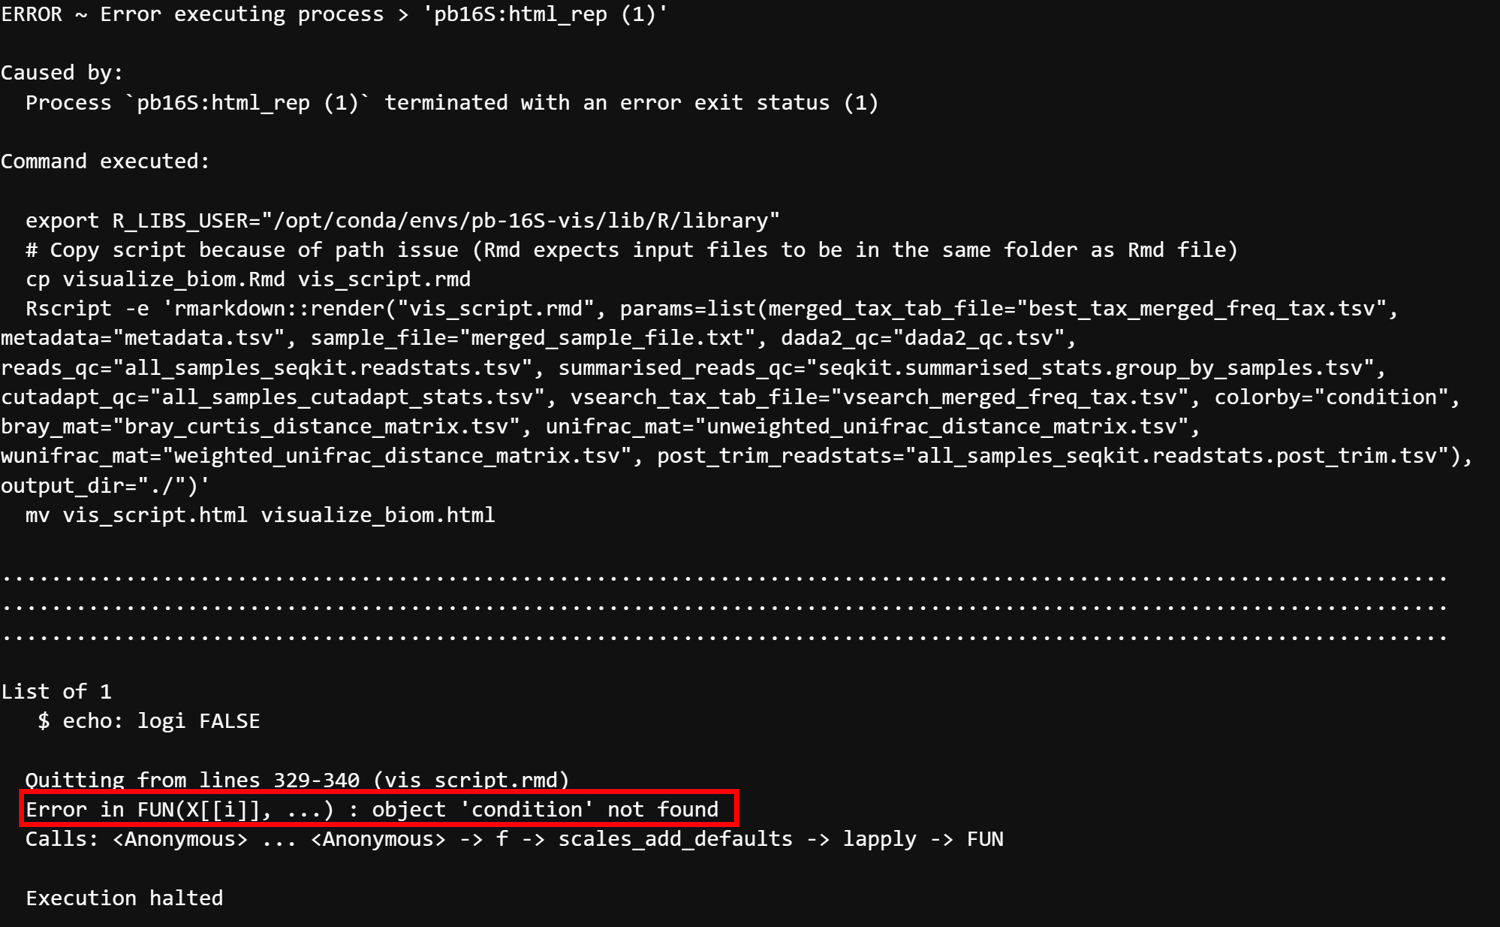 ERROR ~ Error executing process > 'pb16S:html_rep (1)'
Caused by:
Process `pb16S:html_rep (1)` terminated with an error exit status (1)
Command executed:
export R_LIBS_USER="/opt/conda/envs/pb-16S-vis/lib/R/library"
# Copy script because of path issue (Rmd expects input files to be in the same folder as Rmd file)
cp visualize_biom.Rmd vis_script.rmd
Rscript -e 'rmarkdown::render("vis_script.rmd", params=list(merged_tax_tab_file="best_tax_merged_freq_tax.tsv",
metadata="metadata.tsv", sample_file="merged_sample_file.txt", dada2_qc="dada2_qc.tsv",
reads_qc="all_samples_seqkit.readstats.tsv", summarised_reads_qc="seqkit.summarised_stats.group_by_samples.tsv",
cutadapt_qc="all_samples_cutadapt_stats.tsv", vsearch_tax_tab_file="vsearch_merged_freq_tax.tsv", colorby="condition",
bray_mat="bray_curtis_distance_matrix.tsv", unifrac_mat="unweighted_unifrac_distance_matrix.tsv",
wunifrac_mat="weighted_unifrac_distance_matrix.tsv", post_trim_readstats="all_samples_seqkit.readstats.post_trim.tsv"),
output_dir="./")'
mv vis_script.html visualize_biom.html
.....................................................................................................................
.....................................................................................................................
.....................................................................................................................
List of 1
$ echo: logi FALSE
Quitting from lines 329-340 (vis_script.rmd)
Error in FUN(X[[i]], ...) : object 'condition' not found
Calls: <Anonymous> ... <Anonymous> -> f -> scales_add_defaults -> lapply -> FUN
Execution halted